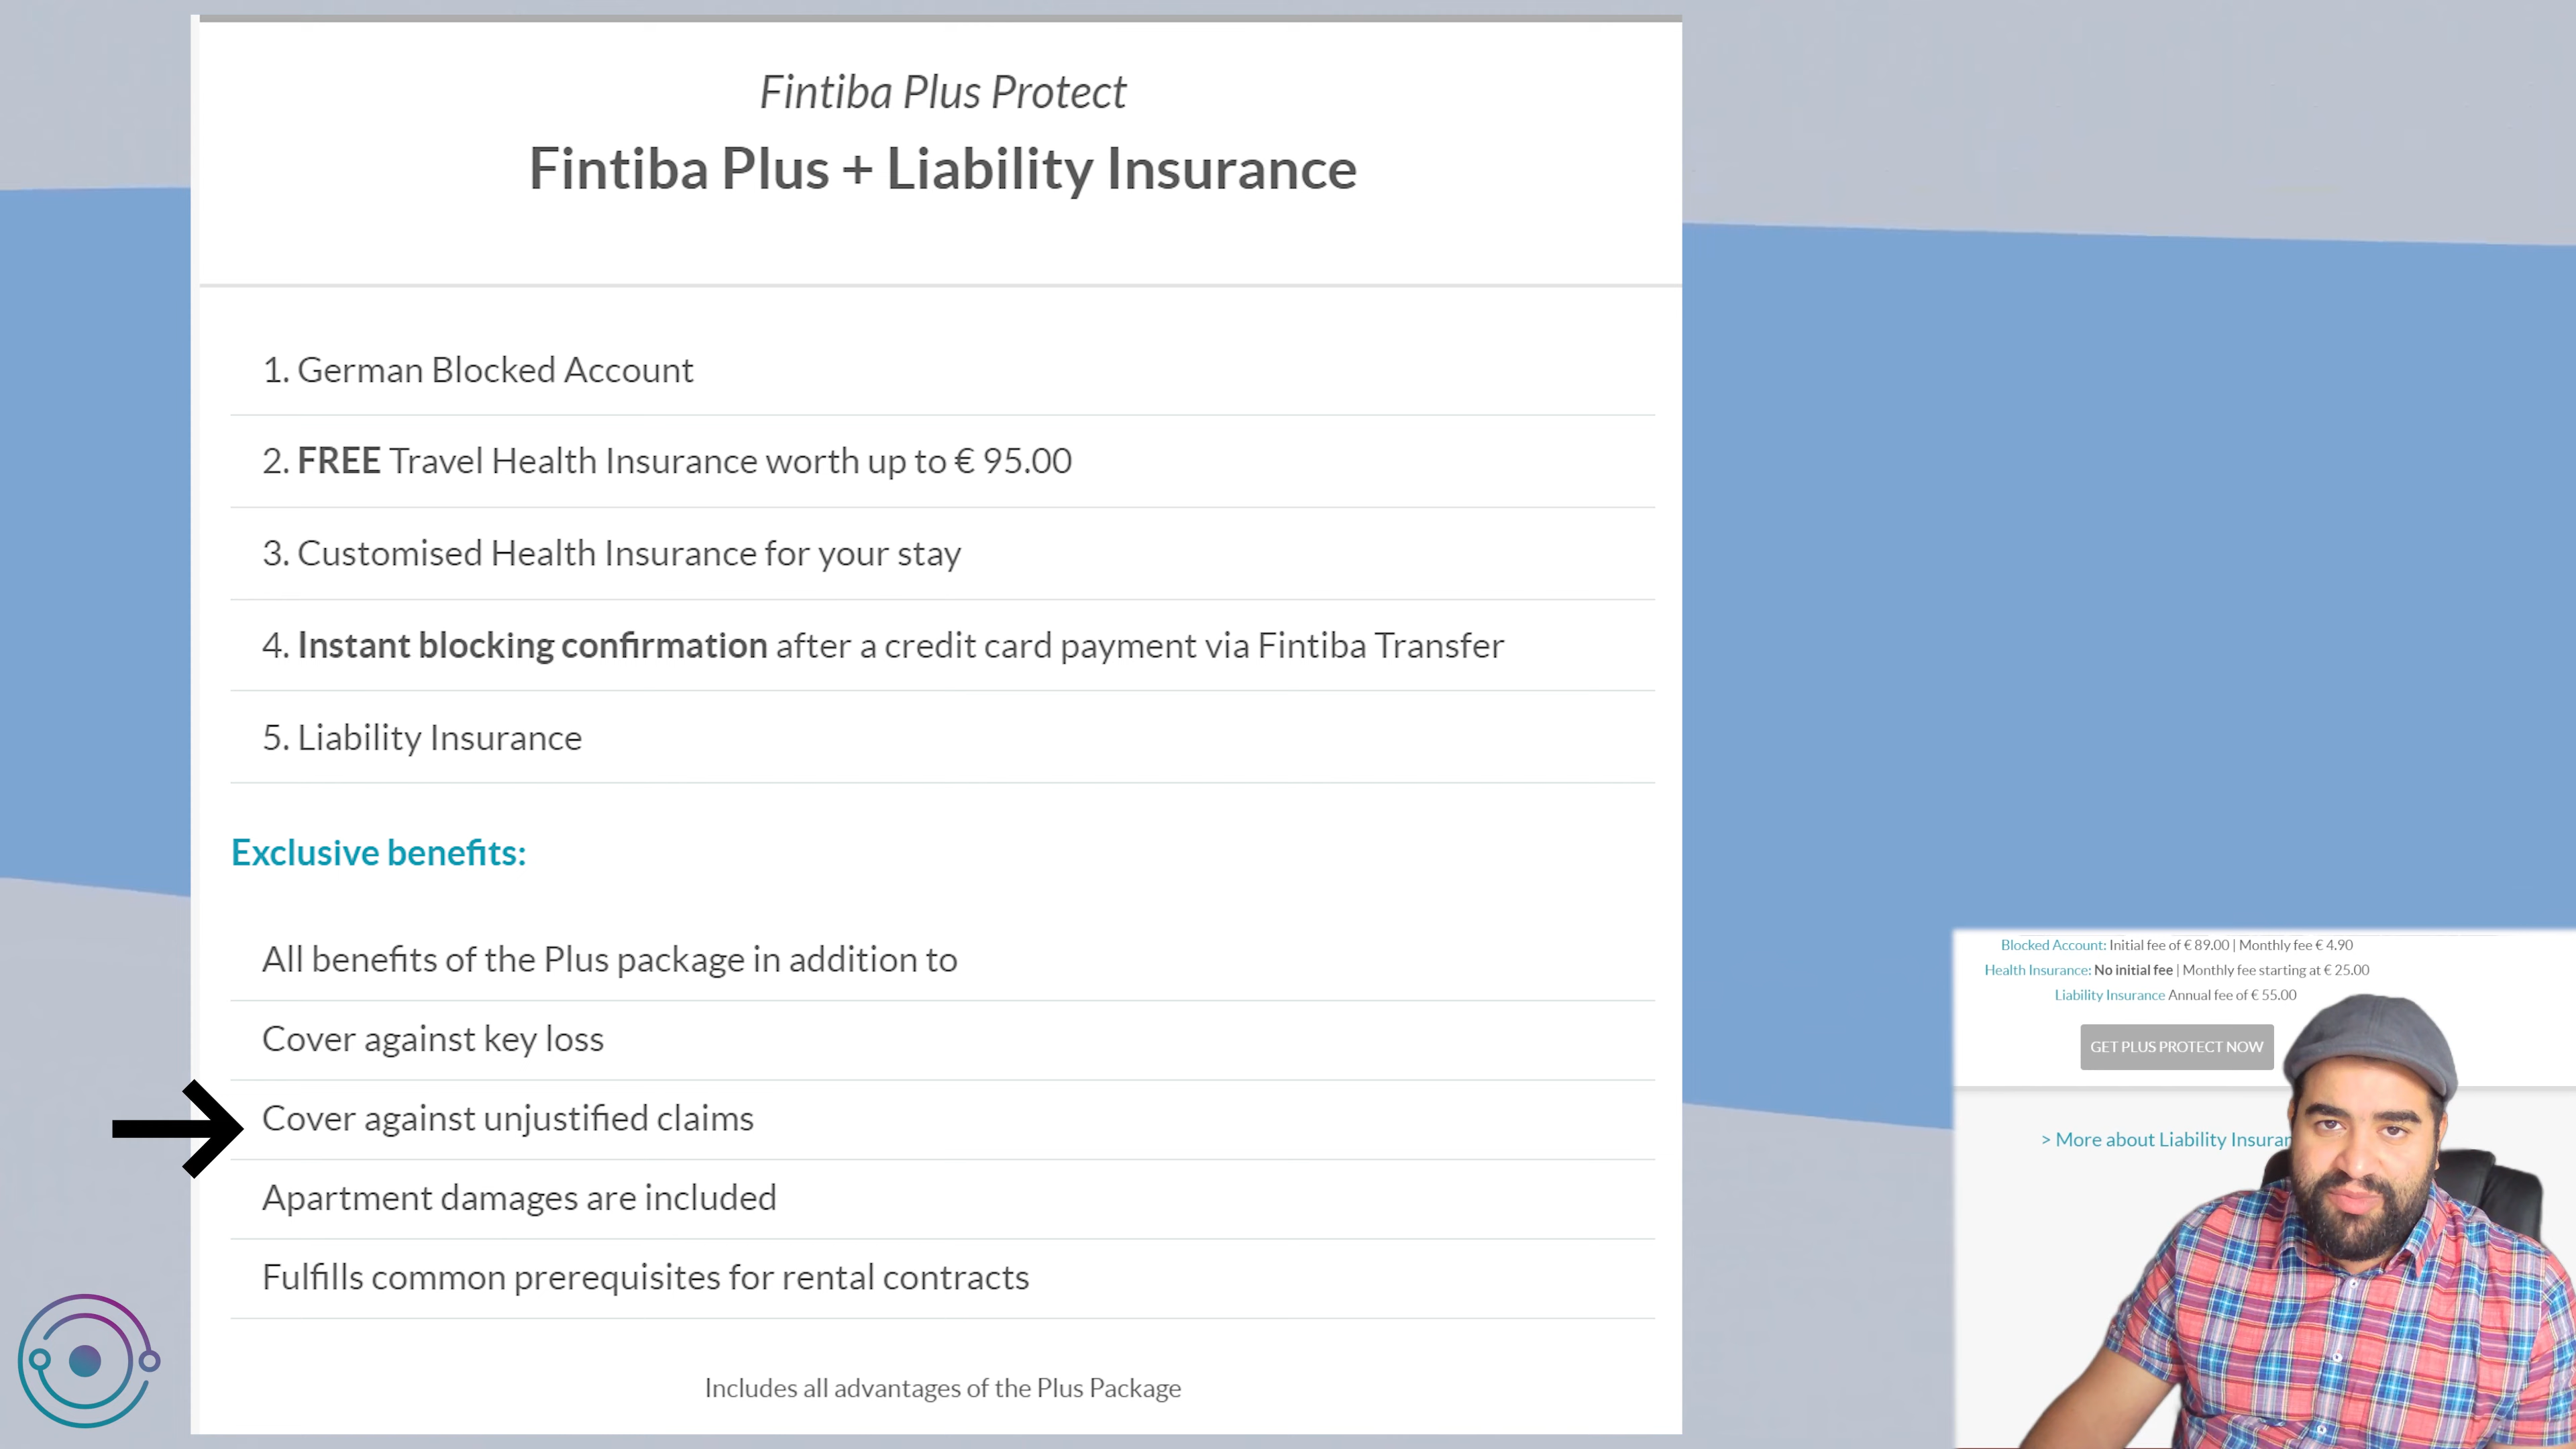 Fintiba Plus Protect
Fintiba Plus + Liability Insurance
1. German Blocked Account
2. FREE Travel Health Insurance worth up to € 95.00
3. Customised Health Insurance for your stay
4. Instant blocking confirmation after a credit card payment via Fintiba Transfer
5. Liability Insurance
Exclusive benefits:
All benefits of the Plus package in addition to
Cover against key loss
Cover against unjustified claims
Apartment damages are included
Fulfills common prerequisites for rental contracts
Includes all advantages of the Plus Package
Blocked Account: Initial fee of € 89.00 | Monthly fee € 4.90
Health Insurance: No initial fee | Monthly fee starting at € 25.00
Liability Insurance Annual fee of € 55.00
GET PLUS PROTECT NOW
> More about Liability